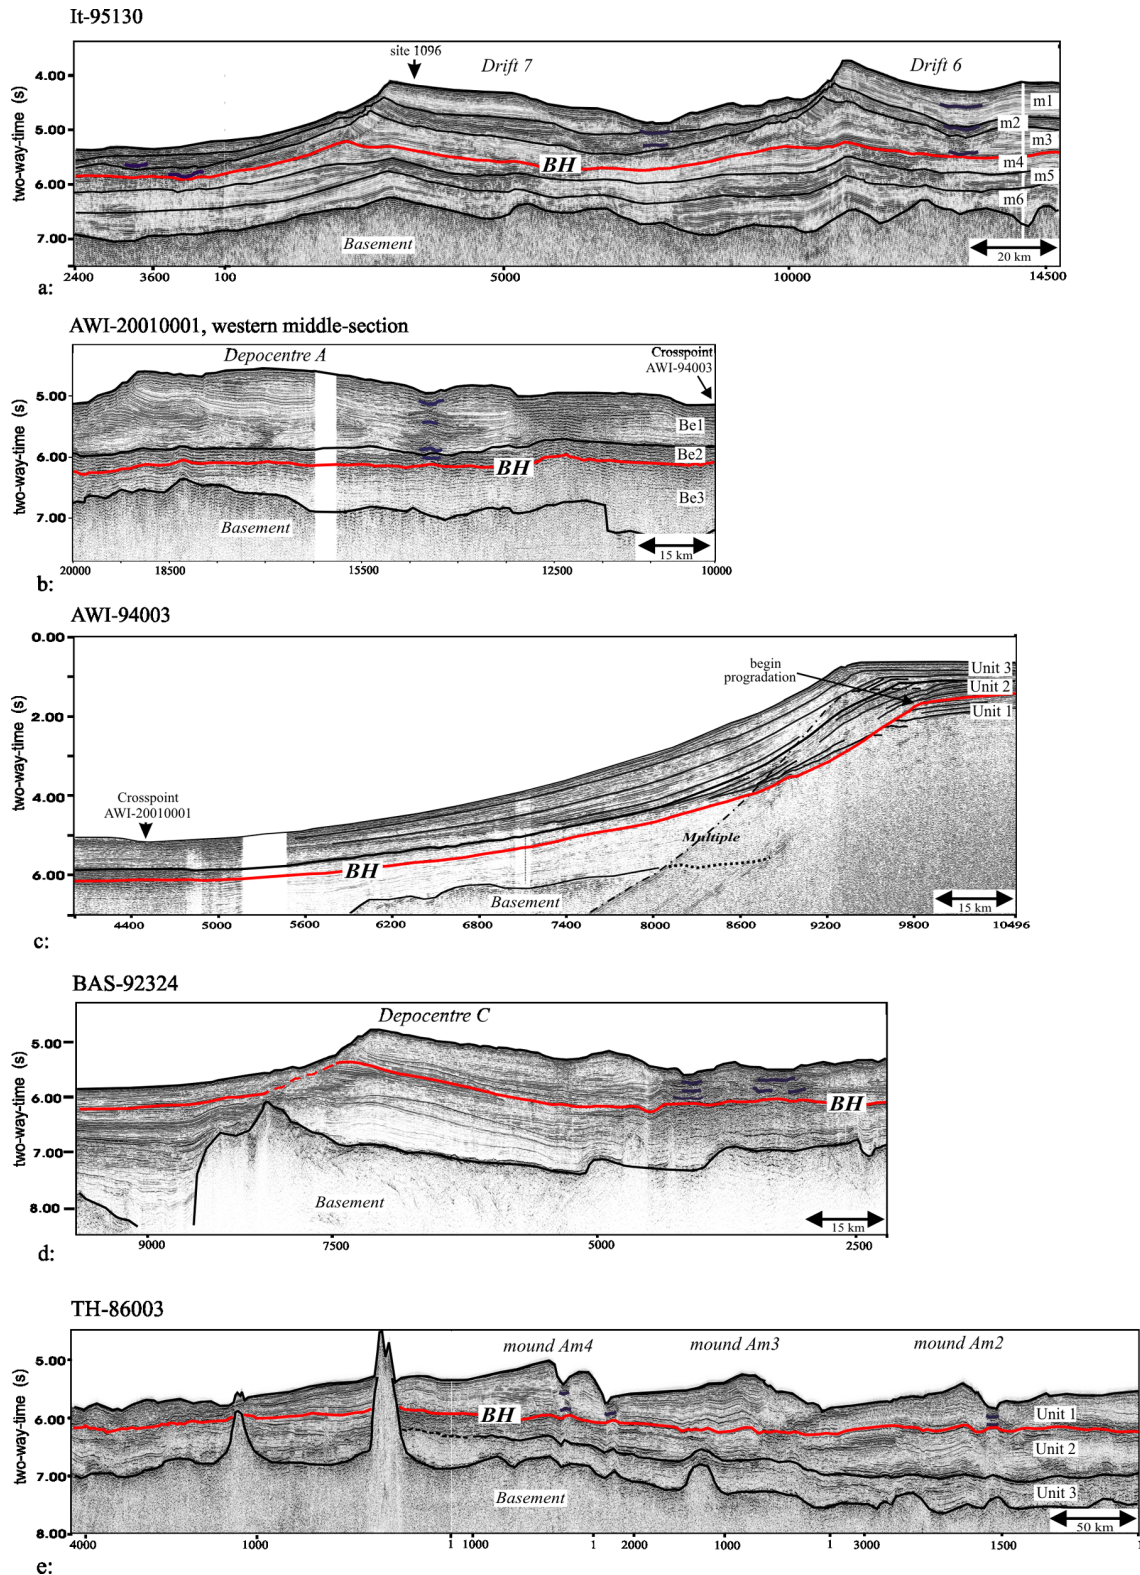 It-95130
site 1096
Drift 7
Drift 6
4.00
5.00
6.00
7.00
two-way-time (s)
m1
m2
m3
m4
m5
m6
BH
Basement
20 km
2400 3600 100 5000 10000 14500
a:
AWI-20010001, western middle-section
Depocentre A
Crosspoint
AWI-94003
5.00
6.00
7.00
two-way-time (s)
Be1
Be2
Be3
BH
Basement
15 km
20000 18500 15500 12500 10000
b:
AWI-94003
0.00
2.00
4.00
6.00
two-way-time (s)
begin
progradation
Unit 3
Unit 2
Unit 1
Crosspoint
AWI-20010001
Multiple
BH
Basement
15 km
4400 5000 5600 6200 6800 7400 8000 8600 9200 9800 10496
c:
BAS-92324
Depocentre C
5.00
6.00
7.00
8.00
two-way-time (s)
BH
Basement
15 km
9000 7500 5000 2500
d:
TH-86003
mound Am4
mound Am3
mound Am2
5.00
6.00
7.00
8.00
two-way-time (s)
BH
Unit 1
Unit 2
Unit 3
Basement
50 km
4000 1000 1 1000 1 2000 1000 1 3000 1500 1
e: